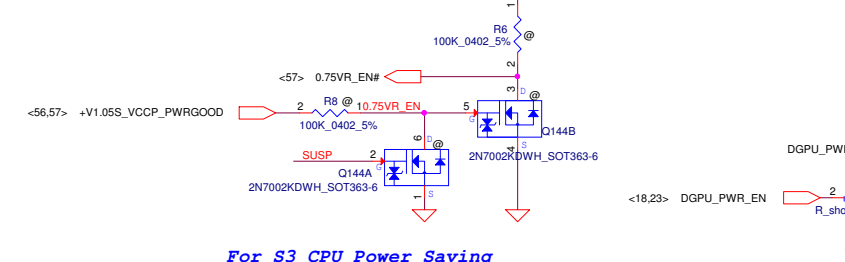 1
R6
@
100K_0402_5%
2
<57> 0.75VR_EN#
3
D
@
<56,57> +V1.05S_VCCP_PWRGOOD
2
R8 @
1
0.75VR_EN
5
G
100K_0402_5%
Q144B
6
D
@
S
4
2N7002KDWH_SOT363-6
SUSP
2
G
Q144A
2N7002KDWH_SOT363-6
S
1
DGPU_PW
<18,23> DGPU_PWR_EN
2
R_sho
For S3 CPU Power Saving